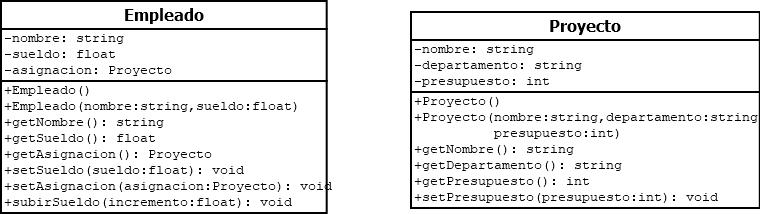 Empleado
-nombre: string
-sueldo: float
-asignacion: Proyecto
+Empleado()
+Empleado(nombre:string,sueldo:float)
+getNombre(): string
+getSueldo(): float
+getAsignacion(): Proyecto
+setSueldo(sueldo:float): void
+setAsignacion(asignacion:Proyecto): void
+subirSueldo(incremento:float): void
Proyecto
-nombre: string
-departamento: string
-presupuesto: int
+Proyecto()
+Proyecto(nombre:string,departamento:string
presupuesto:int)
+getNombre(): string
+getDepartamento(): string
+getPresupuesto(): int
+setPresupuesto(presupuesto:int): void